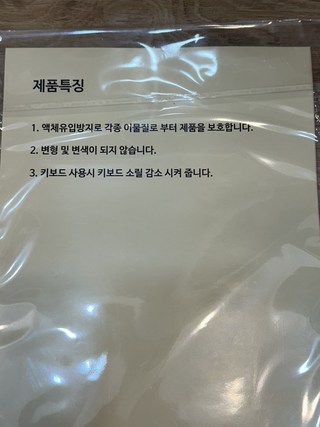 제품특징
1. 액체유입방지로 각종 이물질로 부터 제품을 보호합니다.
2. 변형 및 변색이 되지 않습니다.
3. 키보드 사용시 키보드 소릴 감소 시켜 줍니다.